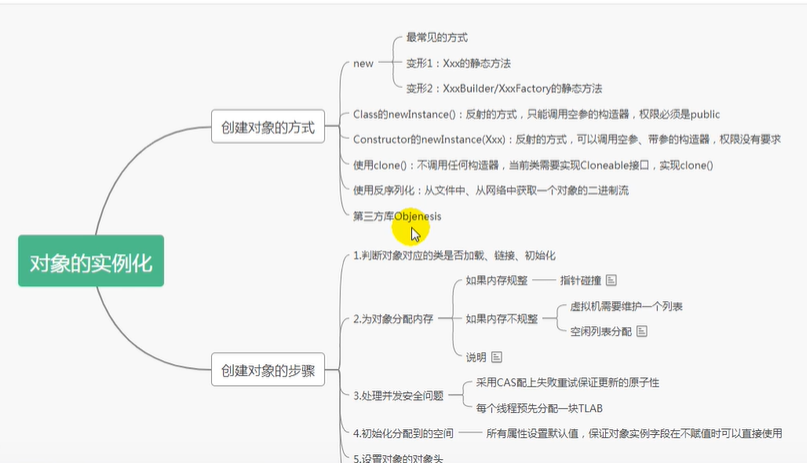 最常见的方式
new
变形1：Xxx的静态方法
变形2：XxxBuilder/XxxFactory的静态方法
创建对象的方式
Class的newInstance()：反射的方式，只能调用空参的构造器，权限必须是public
Constructor的newInstance(Xxx)：反射的方式，可以调用空参、带参的构造器，权限没有要求
使用clone()：不调用任何构造器，当前类需要实现Cloneable接口，实现clone()
使用反序列化：从文件中、从网络中获取一个对象的二进制流
第三方库Objenesis
对象的实例化
1.判断对象对应的类是否加载、链接、初始化
如果内存规整
指针碰撞
2.为对象分配内存
如果内存不规整
虚拟机需要维护一个列表
空闲列表分配
说明
创建对象的步骤
3.处理并发安全问题
采用CAS配上失败重试保证更新的原子性
每个线程预先分配一块TLAB
4.初始化分配到的空间
所有属性设置默认值，保证对象实例字段在不赋值时可以直接使用
5.设置对象的对象头